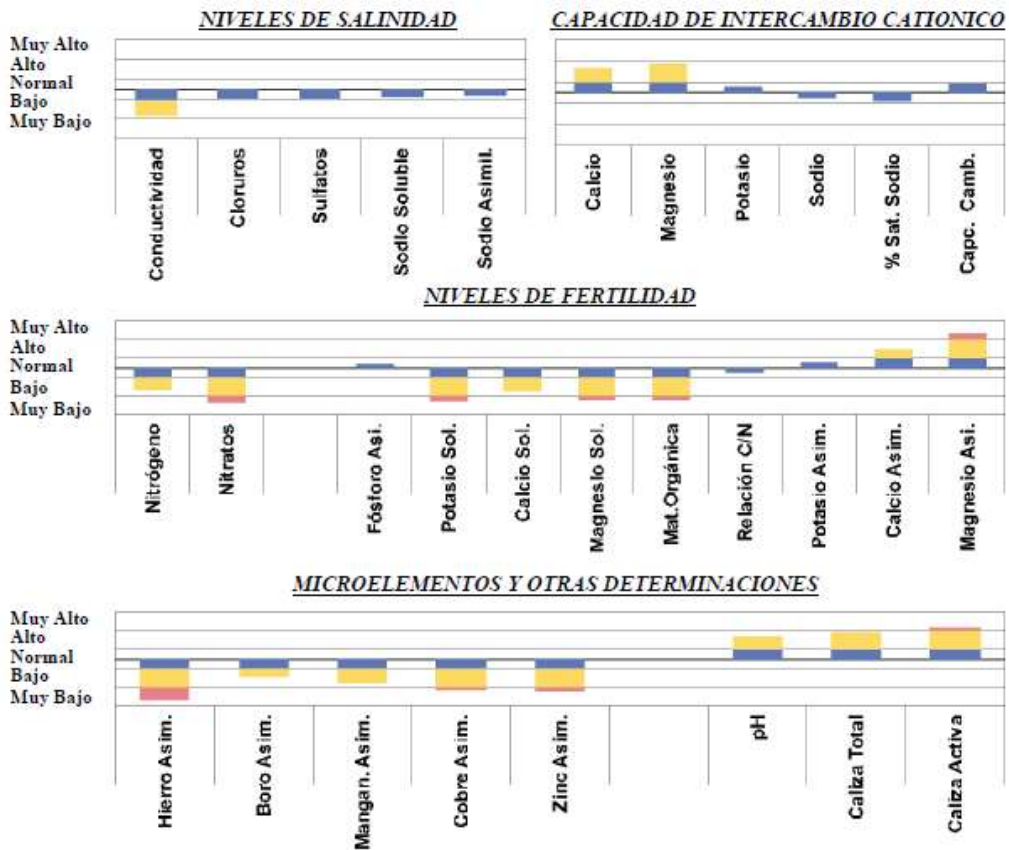 NIVELES DE SALINIDAD
Muy Alto
Alto
Normal
Bajo
Muy Bajo
Conductividad
Cloruros
Sulfatos
Sodio Soluble
Sodio Asimil.
CAPACIDAD DE INTERCAMBIO CATIONICO
Calcio
Magnesio
Potasio
Sodio
% Sat. Sodio
Capc. Camb.
NIVELES DE FERTILIDAD
Muy Alto
Alto
Normal
Bajo
Muy Bajo
Nitrógeno
Nitratos
Fósforo Asi.
Potasio Sol.
Calcio Sol.
Magnesio Sol.
Mat.Orgánica
Relación C/N
Potasio Asim.
Calcio Asim.
Magnesio Asi.
MICROELEMENTOS Y OTRAS DETERMINACIONES
Muy Alto
Alto
Normal
Bajo
Muy Bajo
Hierro Asim.
Boro Asim.
Mangan. Asim.
Cobre Asim.
Zinc Asim.
pH
Caliza Total
Caliza Activa